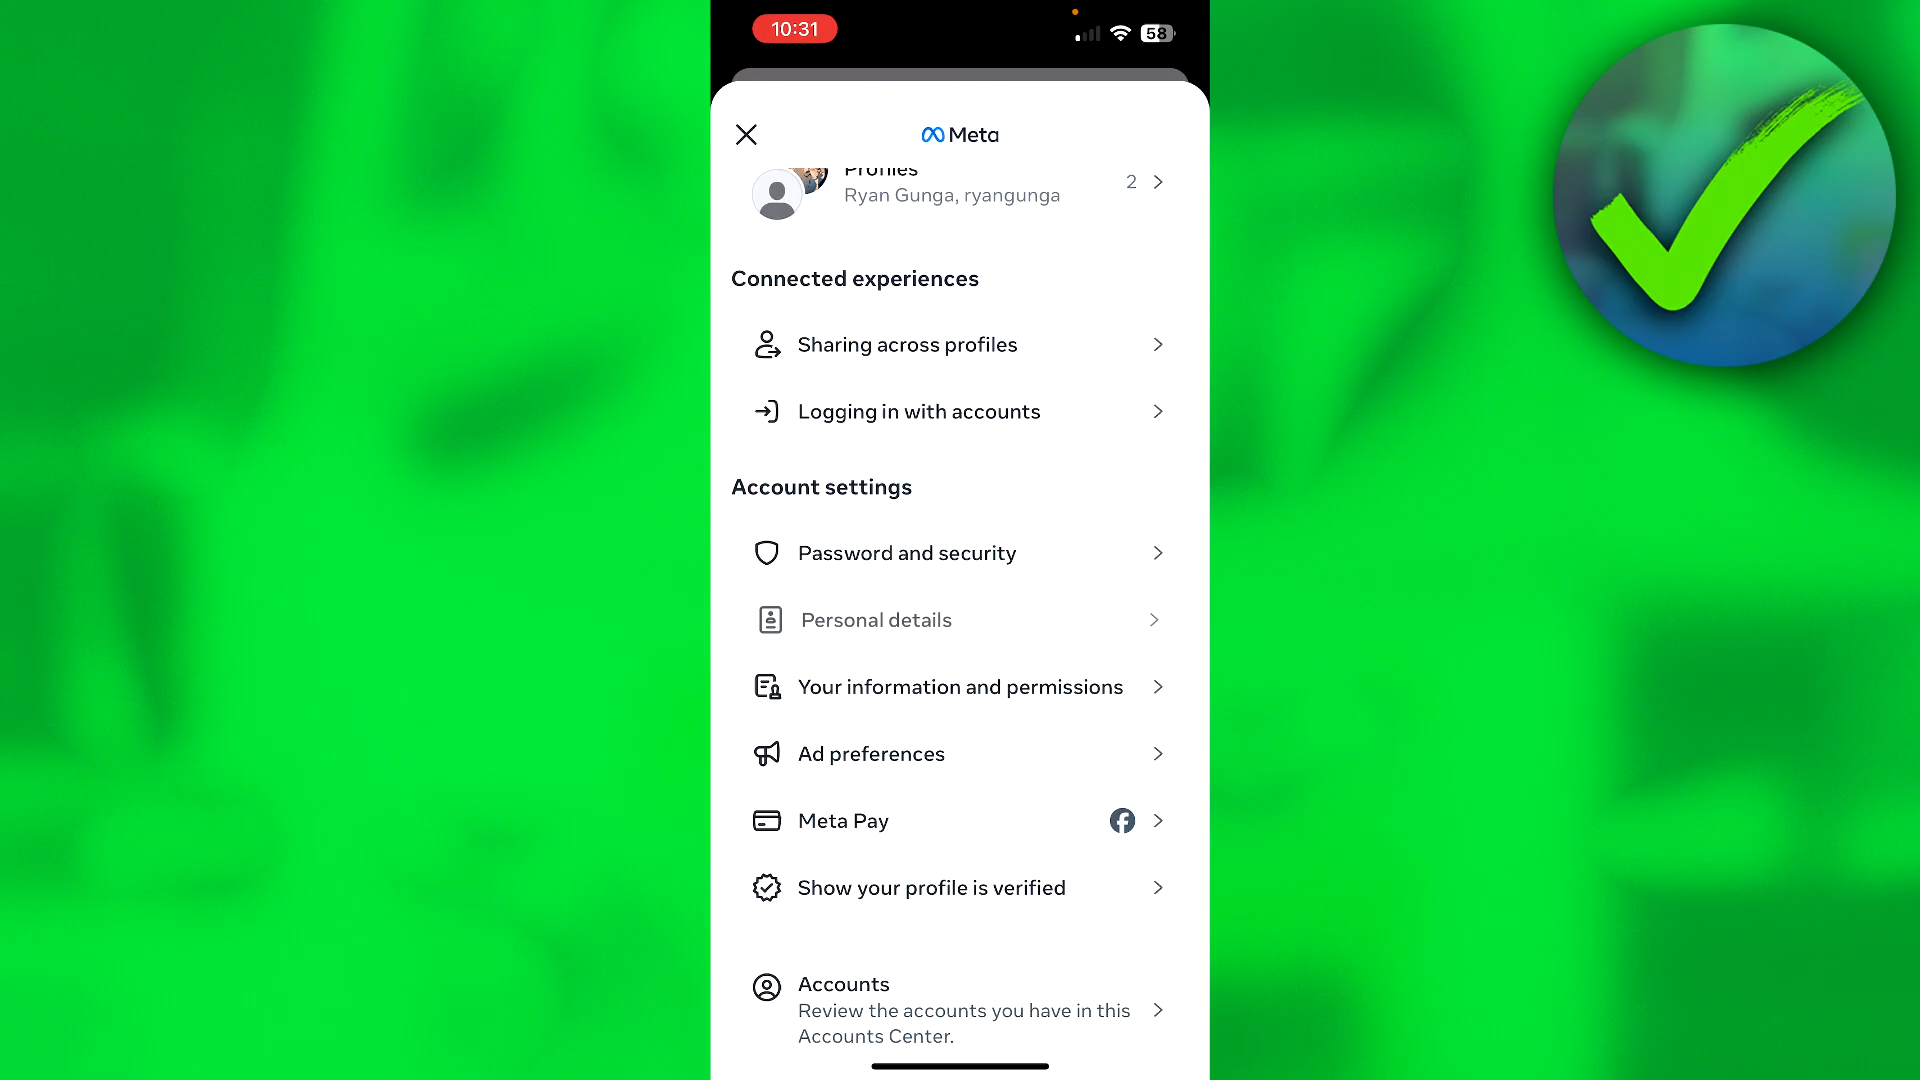 10:31
58
Meta
Profiles
Ryan Gunga, ryangunga
2
Connected experiences
Sharing across profiles
Logging in with accounts
Account settings
Password and security
Personal details
Your information and permissions
Ad preferences
Meta Pay
Show your profile is verified
Accounts
Review the accounts you have in this
Accounts Center.